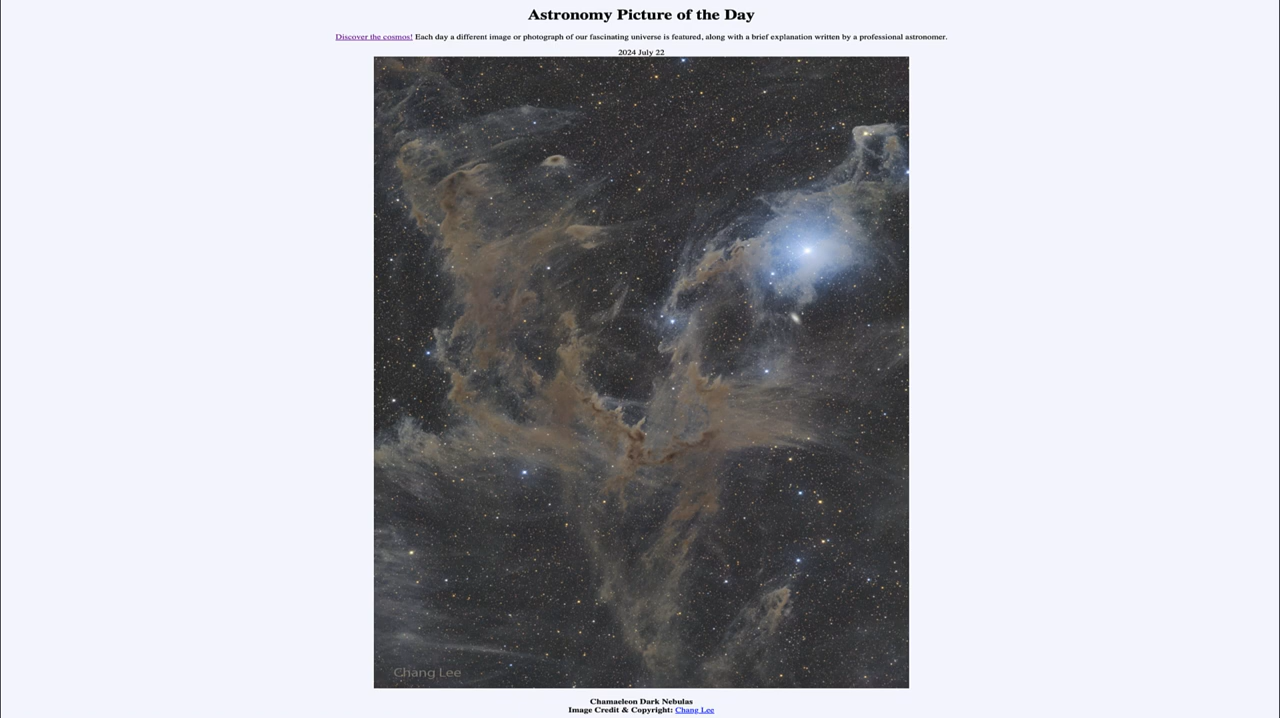 Astronomy Picture of the Day
Discover the cosmos! Each day a different image or photograph of our fascinating universe is featured, along with a brief explanation written by a professional astronomer.
2024 July 22
Chang Lee
Chamaeleon Dark Nebulas
Image Credit & Copyright: Chang Lee